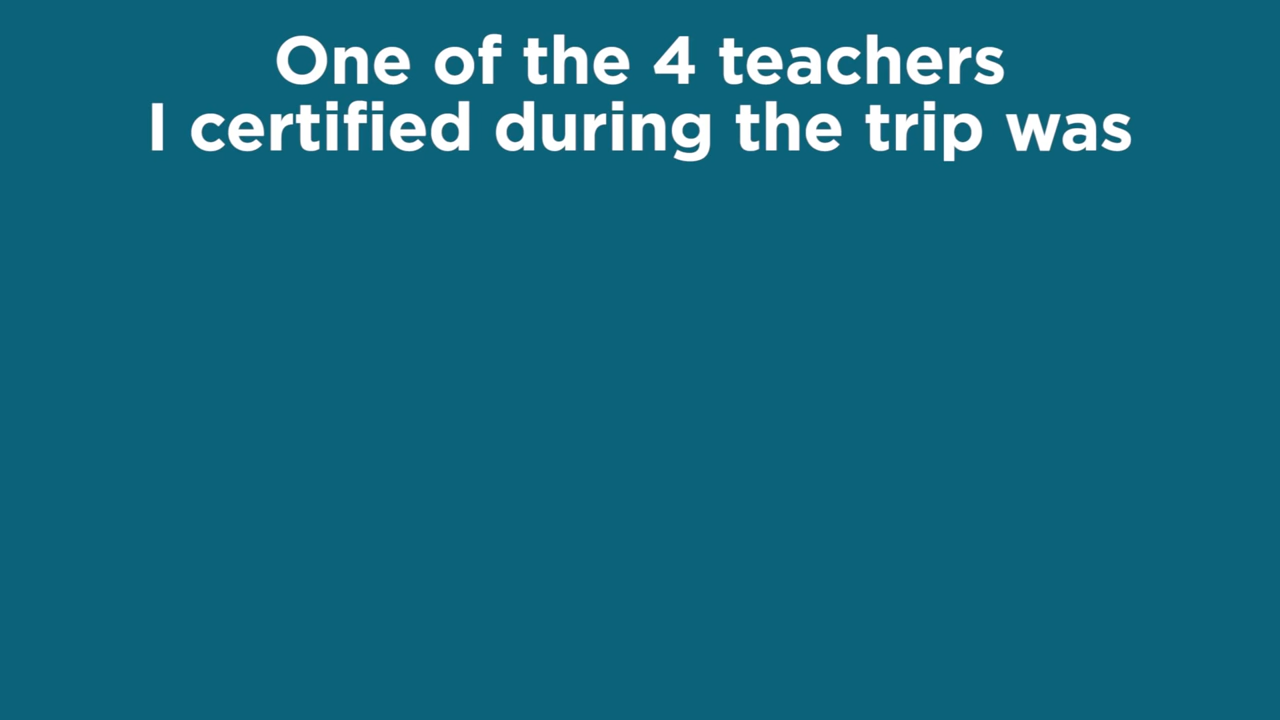 One of the 4 teachers
I certified during the trip was